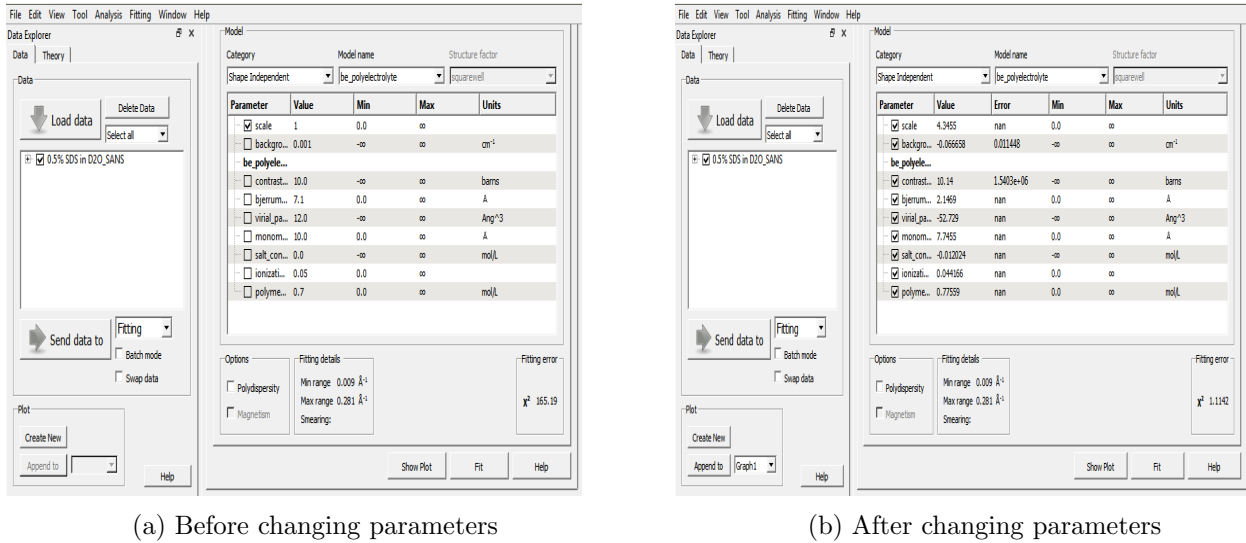 File Edit View Tool Analysis Fitting Window Help
Data Explorer
Data Theory
Data
Load data
Delete Data
Select all
0.5% SDS in D2O_SANS
Send data to
Fitting
Batch mode
Swap data
Plot
Create New
Append to
Help
Model
Category Model name Structure factor
Shape Independent be_polyelectrolyte squarewell
Parameter Value Min Max Units
scale 1 0.0 ∞
backgro... 0.001 -∞ ∞ cm⁻¹
be_polyele...
contrast... 10.0 -∞ ∞ barns
bjerrum... 7.1 0.0 ∞ Å
virial_pa... 12.0 -∞ ∞ Ang^3
monom... 10.0 0.0 ∞ Å
salt_con... 0.0 -∞ ∞ mol/L
ionizati... 0.05 0.0 ∞
polyme... 0.7 0.0 ∞ mol/L
Options
Polydispersity
Magnetism
Fitting details
Min range 0.009 Å⁻¹
Max range 0.281 Å⁻¹
Smearing:
Fitting error
χ² 165.19
Show Plot Fit Help
(a) Before changing parameters
File Edit View Tool Analysis Fitting Window Help
Data Explorer
Data Theory
Data
Load data
Delete Data
Select all
0.5% SDS in D2O_SANS
Send data to
Fitting
Batch mode
Swap data
Plot
Create New
Append to Graph1
Help
Model
Category Model name Structure factor
Shape Independent be_polyelectrolyte squarewell
Parameter Value Error Min Max Units
scale 4.3455 nan 0.0 ∞
backgro... -0.066658 0.011448 -∞ ∞ cm⁻¹
be_polyele...
contrast... 10.14 1.5403e+06 -∞ ∞ barns
bjerrum... 2.1469 nan 0.0 ∞ Å
virial_pa... -52.729 nan -∞ ∞ Ang^3
monom... 7.7455 nan 0.0 ∞ Å
salt_con... -0.012024 nan -∞ ∞ mol/L
ionizati... 0.044166 nan 0.0 ∞
polyme... 0.77559 nan 0.0 ∞ mol/L
Options
Polydispersity
Magnetism
Fitting details
Min range 0.009 Å⁻¹
Max range 0.281 Å⁻¹
Smearing:
Fitting error
χ² 1.1142
Show Plot Fit Help
(b) After changing parameters